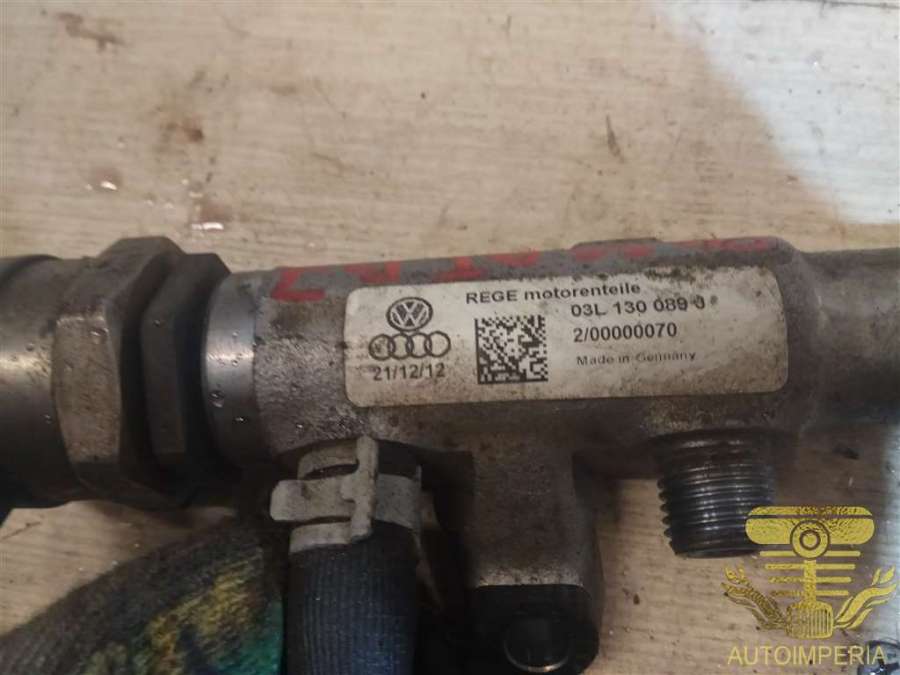 REGE motorenteile
03L 130 089 J
2/00000070
Made in Germany
21/12/12
AUTOIMPERIA